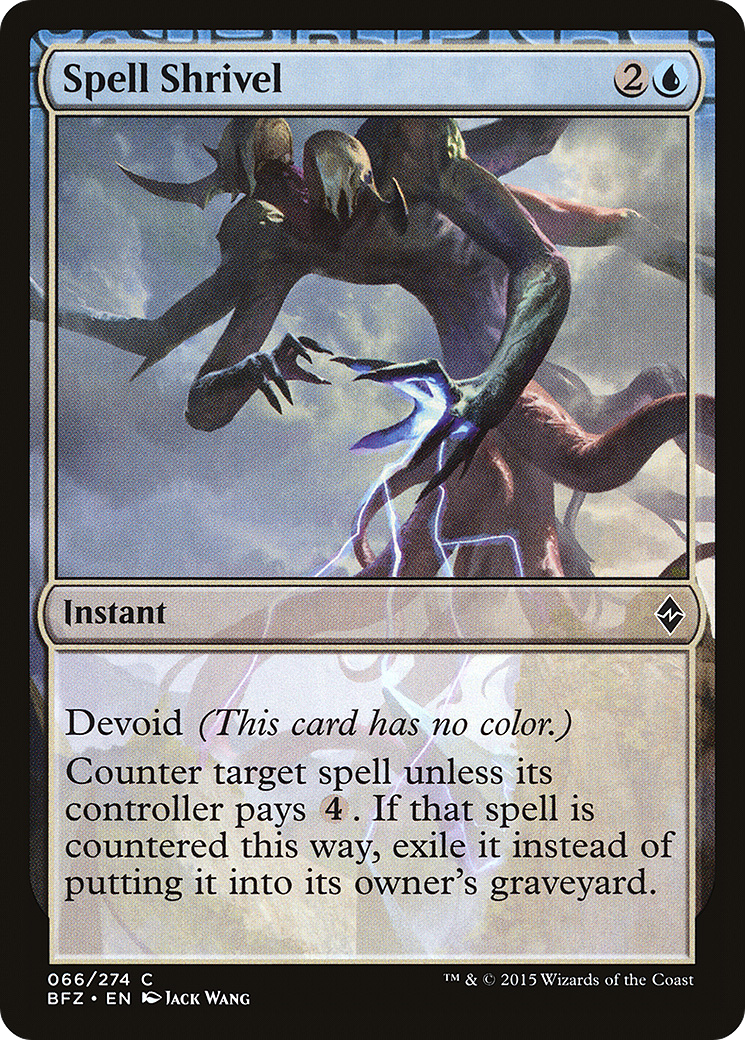 Spell Shrivel 2
Instant
Devoid (This card has no color.)
Counter target spell unless its
controller pays 4. If that spell is
countered this way, exile it instead of
putting it into its owner's graveyard.
066/274 C
BFZ • EN Jack Wang
™ & © 2015 Wizards of the Coast